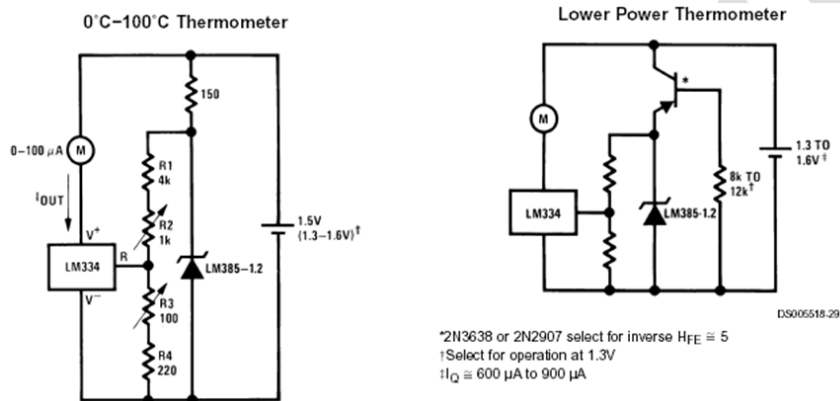 0°C–100°C Thermometer
150
0–100 μA
M
R1
4k
IOUT
R2
1k
V+
LM334
R
V−
1.5V
(1.3–1.6V)†
LM385–1.2
R3
100
R4
220
Lower Power Thermometer
*
M
1.3 TO
1.6V‡
8k TO
12k†
LM334
LM385-1.2
DS005518-29
*2N3638 or 2N2907 select for inverse HFE ≅ 5
†Select for operation at 1.3V
‡IQ ≅ 600 μA to 900 μA